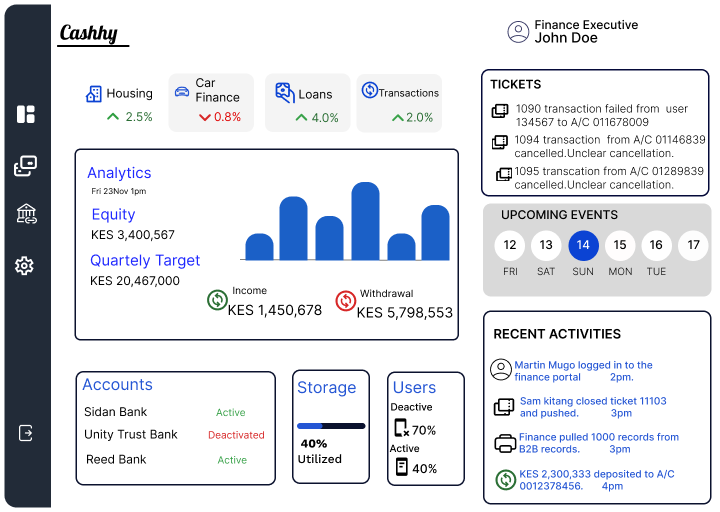 Cashhy
Finance Executive
John Doe
Housing
2.5%
Car
Finance
0.8%
Loans
4.0%
Transactions
2.0%
Analytics
Fri 23Nov 1pm
Equity
KES 3,400,567
Quartely Target
KES 20,467,000
Income
KES 1,450,678
Withdrawal
KES 5,798,553
Accounts
Sidan Bank Active
Unity Trust Bank Deactivated
Reed Bank Active
Storage
40%
Utilized
Users
Deactive
70%
Active
40%
TICKETS
1090 transaction failed from user
134567 to A/C 011678009
1094 transaction from A/C 01146839
cancelled.Unclear cancellation.
1095 transcation from A/C 01289839
cancelled.Unclear cancellation.
UPCOMING EVENTS
12 13 14 15 16 17
FRI SAT SUN MON TUE
RECENT ACTIVITIES
Martin Mugo logged in to the
finance portal 2pm.
Sam kitang closed ticket 11103
and pushed. 3pm
Finance pulled 1000 records from
B2B records. 3pm
KES 2,300,333 deposited to A/C
0012378456. 4pm